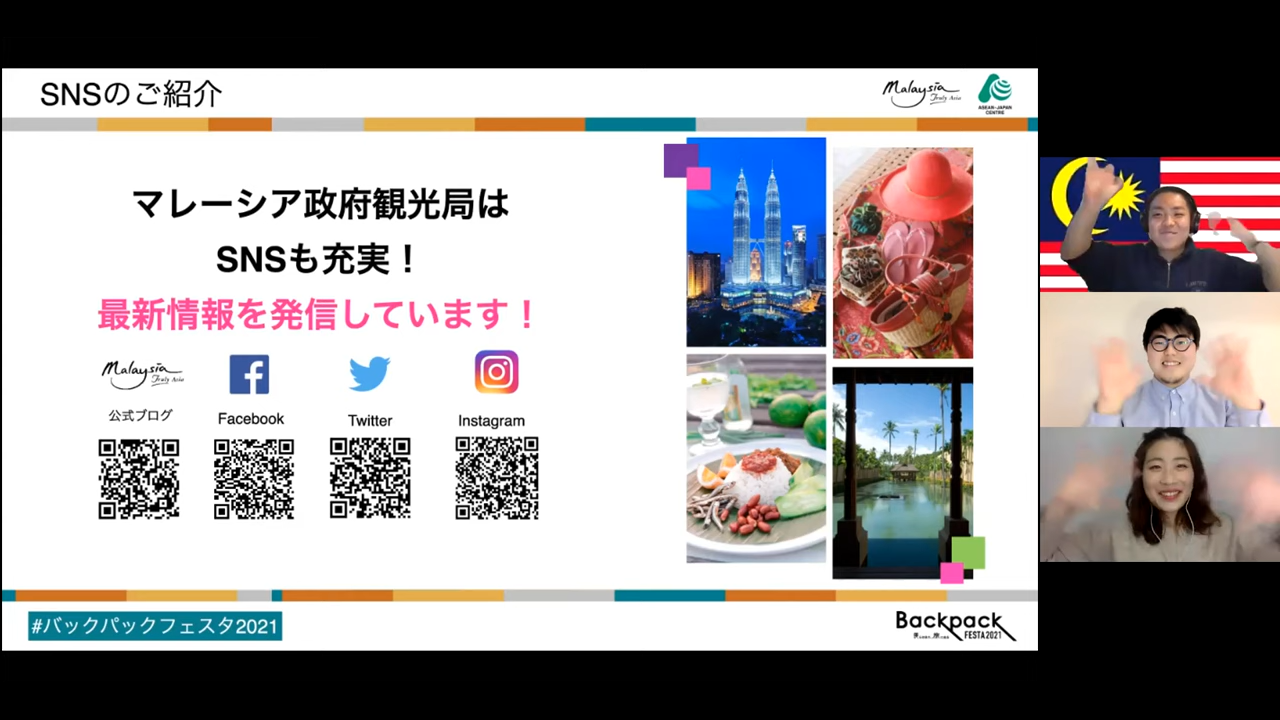 SNSのご紹介
Malaysia
Truly Asia
ASEAN-JAPAN
CENTRE
マレーシア政府観光局は
SNSも充実！
最新情報を発信しています！
Malaysia
Truly Asia
公式ブログ
Facebook
Twitter
Instagram
#バックパックフェスタ2021
Backpack
FESTA2021